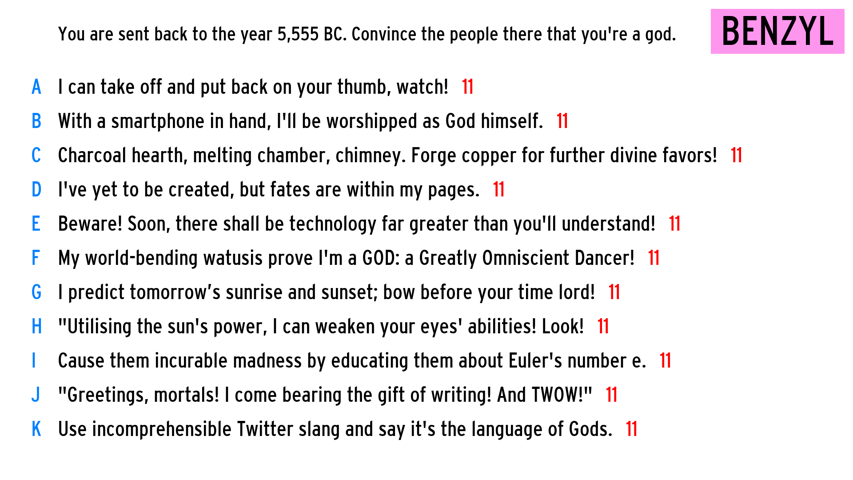 You are sent back to the year 5,555 BC. Convince the people there that you're a god.
BENZYL
A I can take off and put back on your thumb, watch! 11
B With a smartphone in hand, I'll be worshipped as God himself. 11
C Charcoal hearth, melting chamber, chimney. Forge copper for further divine favors! 11
D I've yet to be created, but fates are within my pages. 11
E Beware! Soon, there shall be technology far greater than you'll understand! 11
F My world-bending watusis prove I'm a GOD: a Greatly Omniscient Dancer! 11
G I predict tomorrow’s sunrise and sunset; bow before your time lord! 11
H "Utilising the sun's power, I can weaken your eyes' abilities! Look! 11
I Cause them incurable madness by educating them about Euler's number e. 11
J "Greetings, mortals! I come bearing the gift of writing! And TWOW!" 11
K Use incomprehensible Twitter slang and say it's the language of Gods. 11